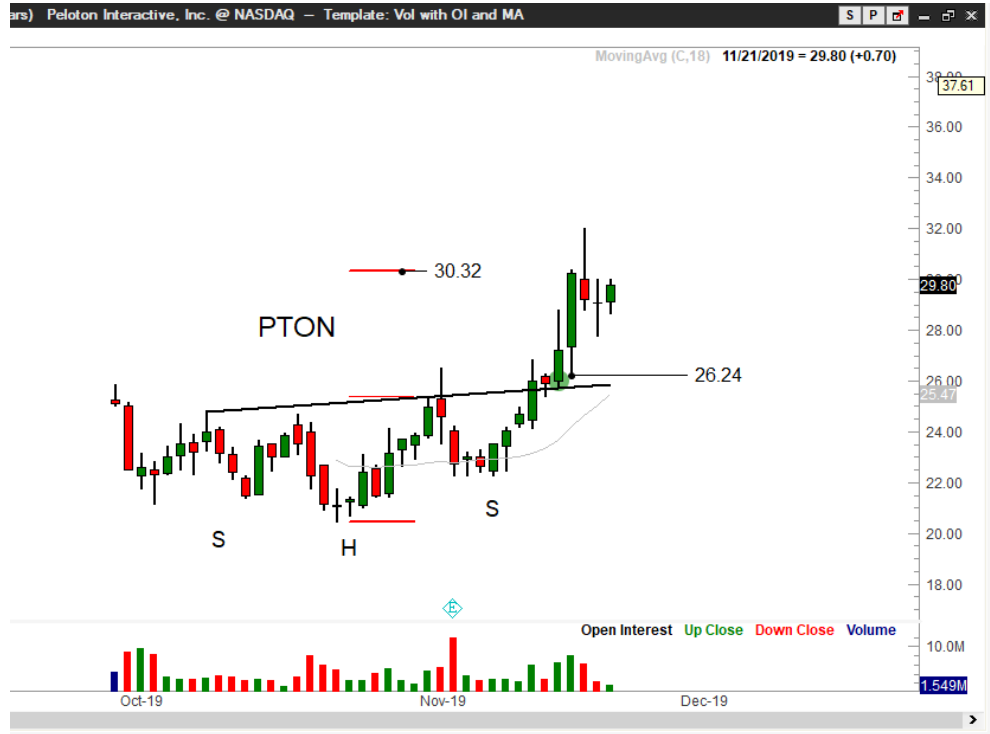 ars) Peloton Interactive, Inc. @ NASDAQ – Template: Vol with OI and MA
S P
MovingAvg (C,18) 11/21/2019 = 29.80 (+0.70)
37.61
36.00
34.00
32.00
30.32
29.80
PTON
28.00
26.24
26.00
25.47
24.00
22.00
S
H
S
20.00
18.00
E
Open Interest Up Close Down Close Volume
10.0M
1.549M
Oct-19 Nov-19 Dec-19